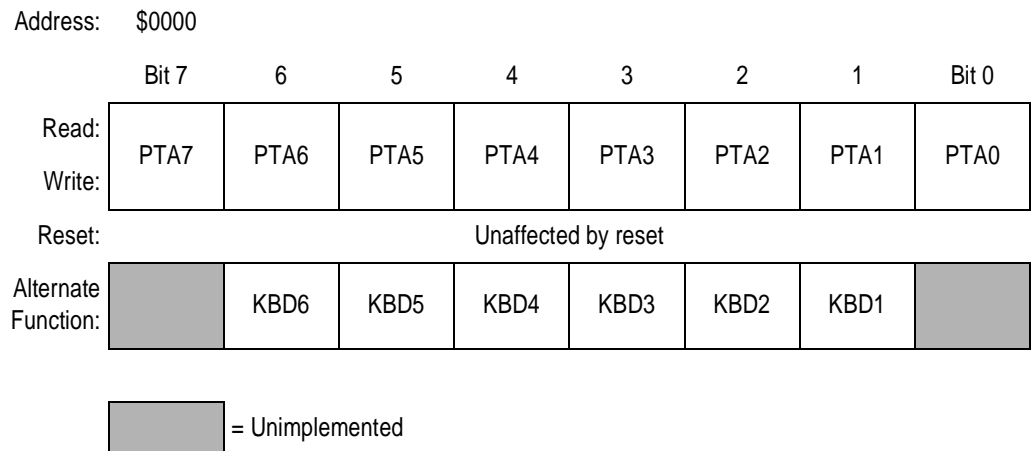 Address: $0000
Bit 7 6 5 4 3 2 1 Bit 0
Read:
PTA7 PTA6 PTA5 PTA4 PTA3 PTA2 PTA1 PTA0
Write:
Reset: Unaffected by reset
Alternate
KBD6 KBD5 KBD4 KBD3 KBD2 KBD1
Function:
= Unimplemented